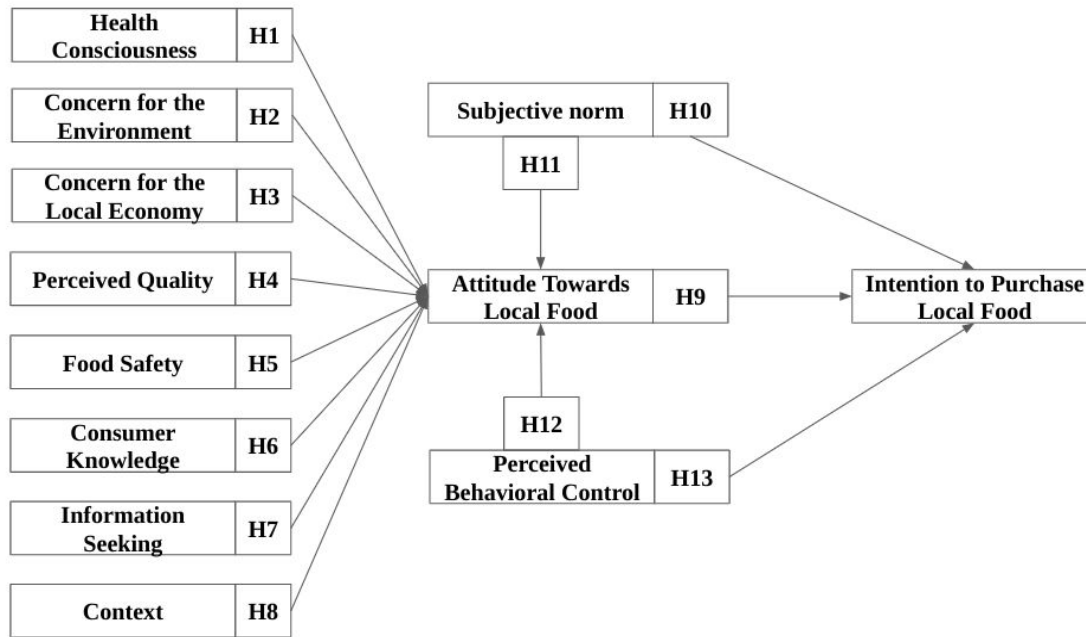 Health
Consciousness
H1
Concern for the
Environment
H2
Concern for the
Local Economy
H3
Perceived Quality
H4
Food Safety
H5
Consumer
Knowledge
H6
Information
Seeking
H7
Context
H8
Subjective norm
H10
H11
Attitude Towards
Local Food
H9
H12
Perceived
Behavioral Control
H13
Intention to Purchase
Local Food